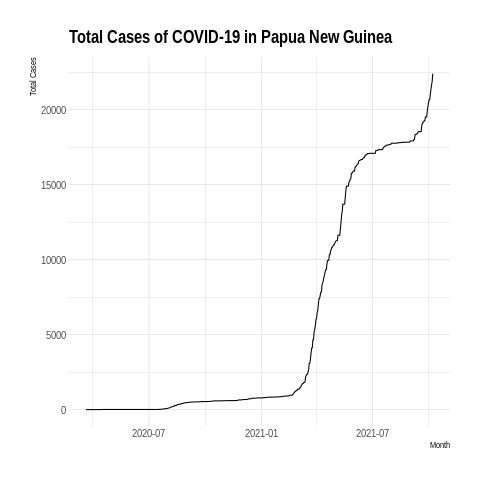 Total Cases of COVID-19 in Papua New Guinea
Total Cases
20000
15000
10000
5000
0
2020-07 2021-01 2021-07
Month